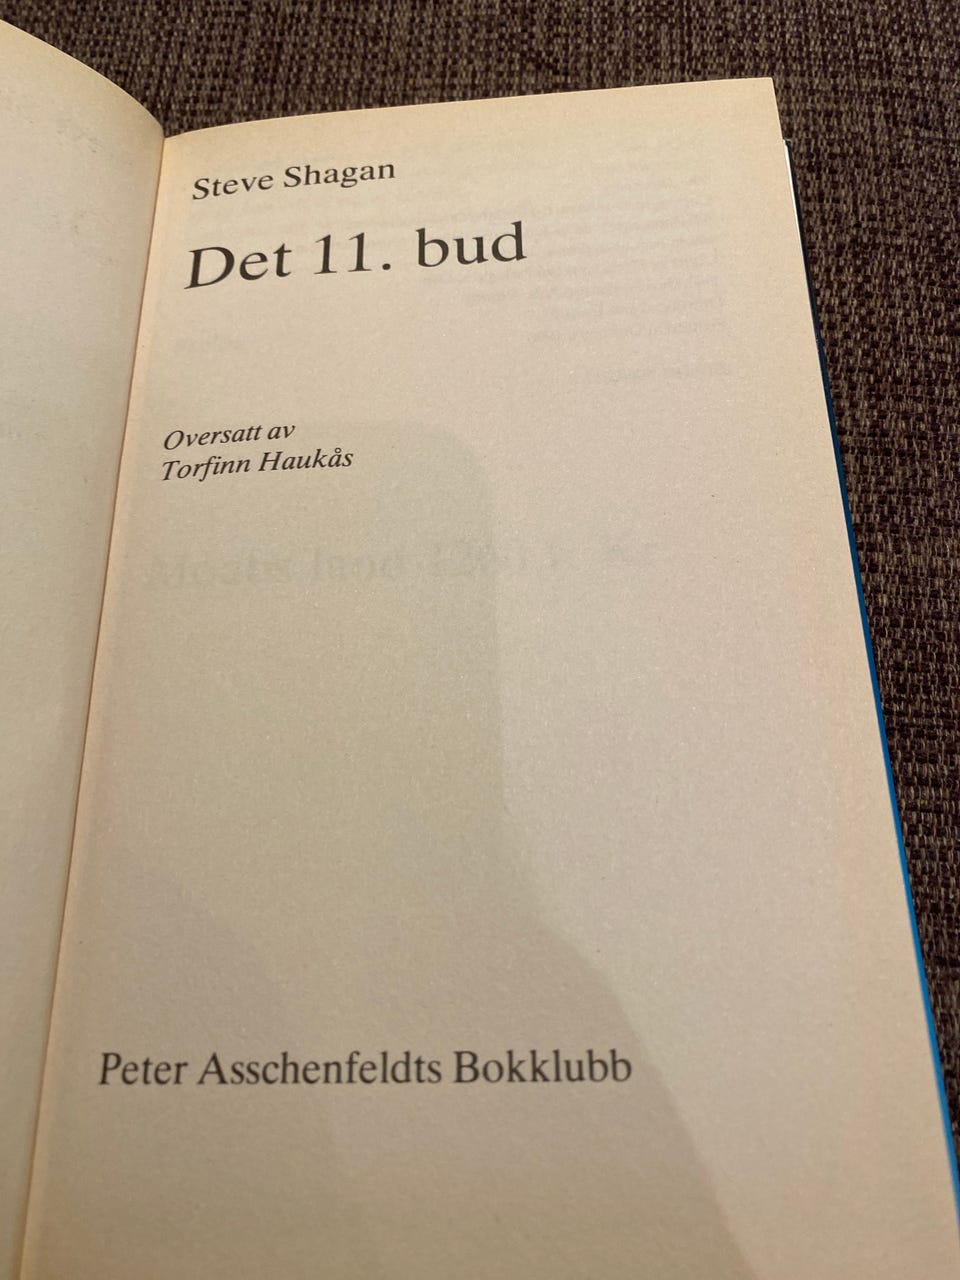 Steve Shagan
Det 11. bud
Oversatt av
Torfinn Haukås
Peter Asschenfeldts Bokklubb